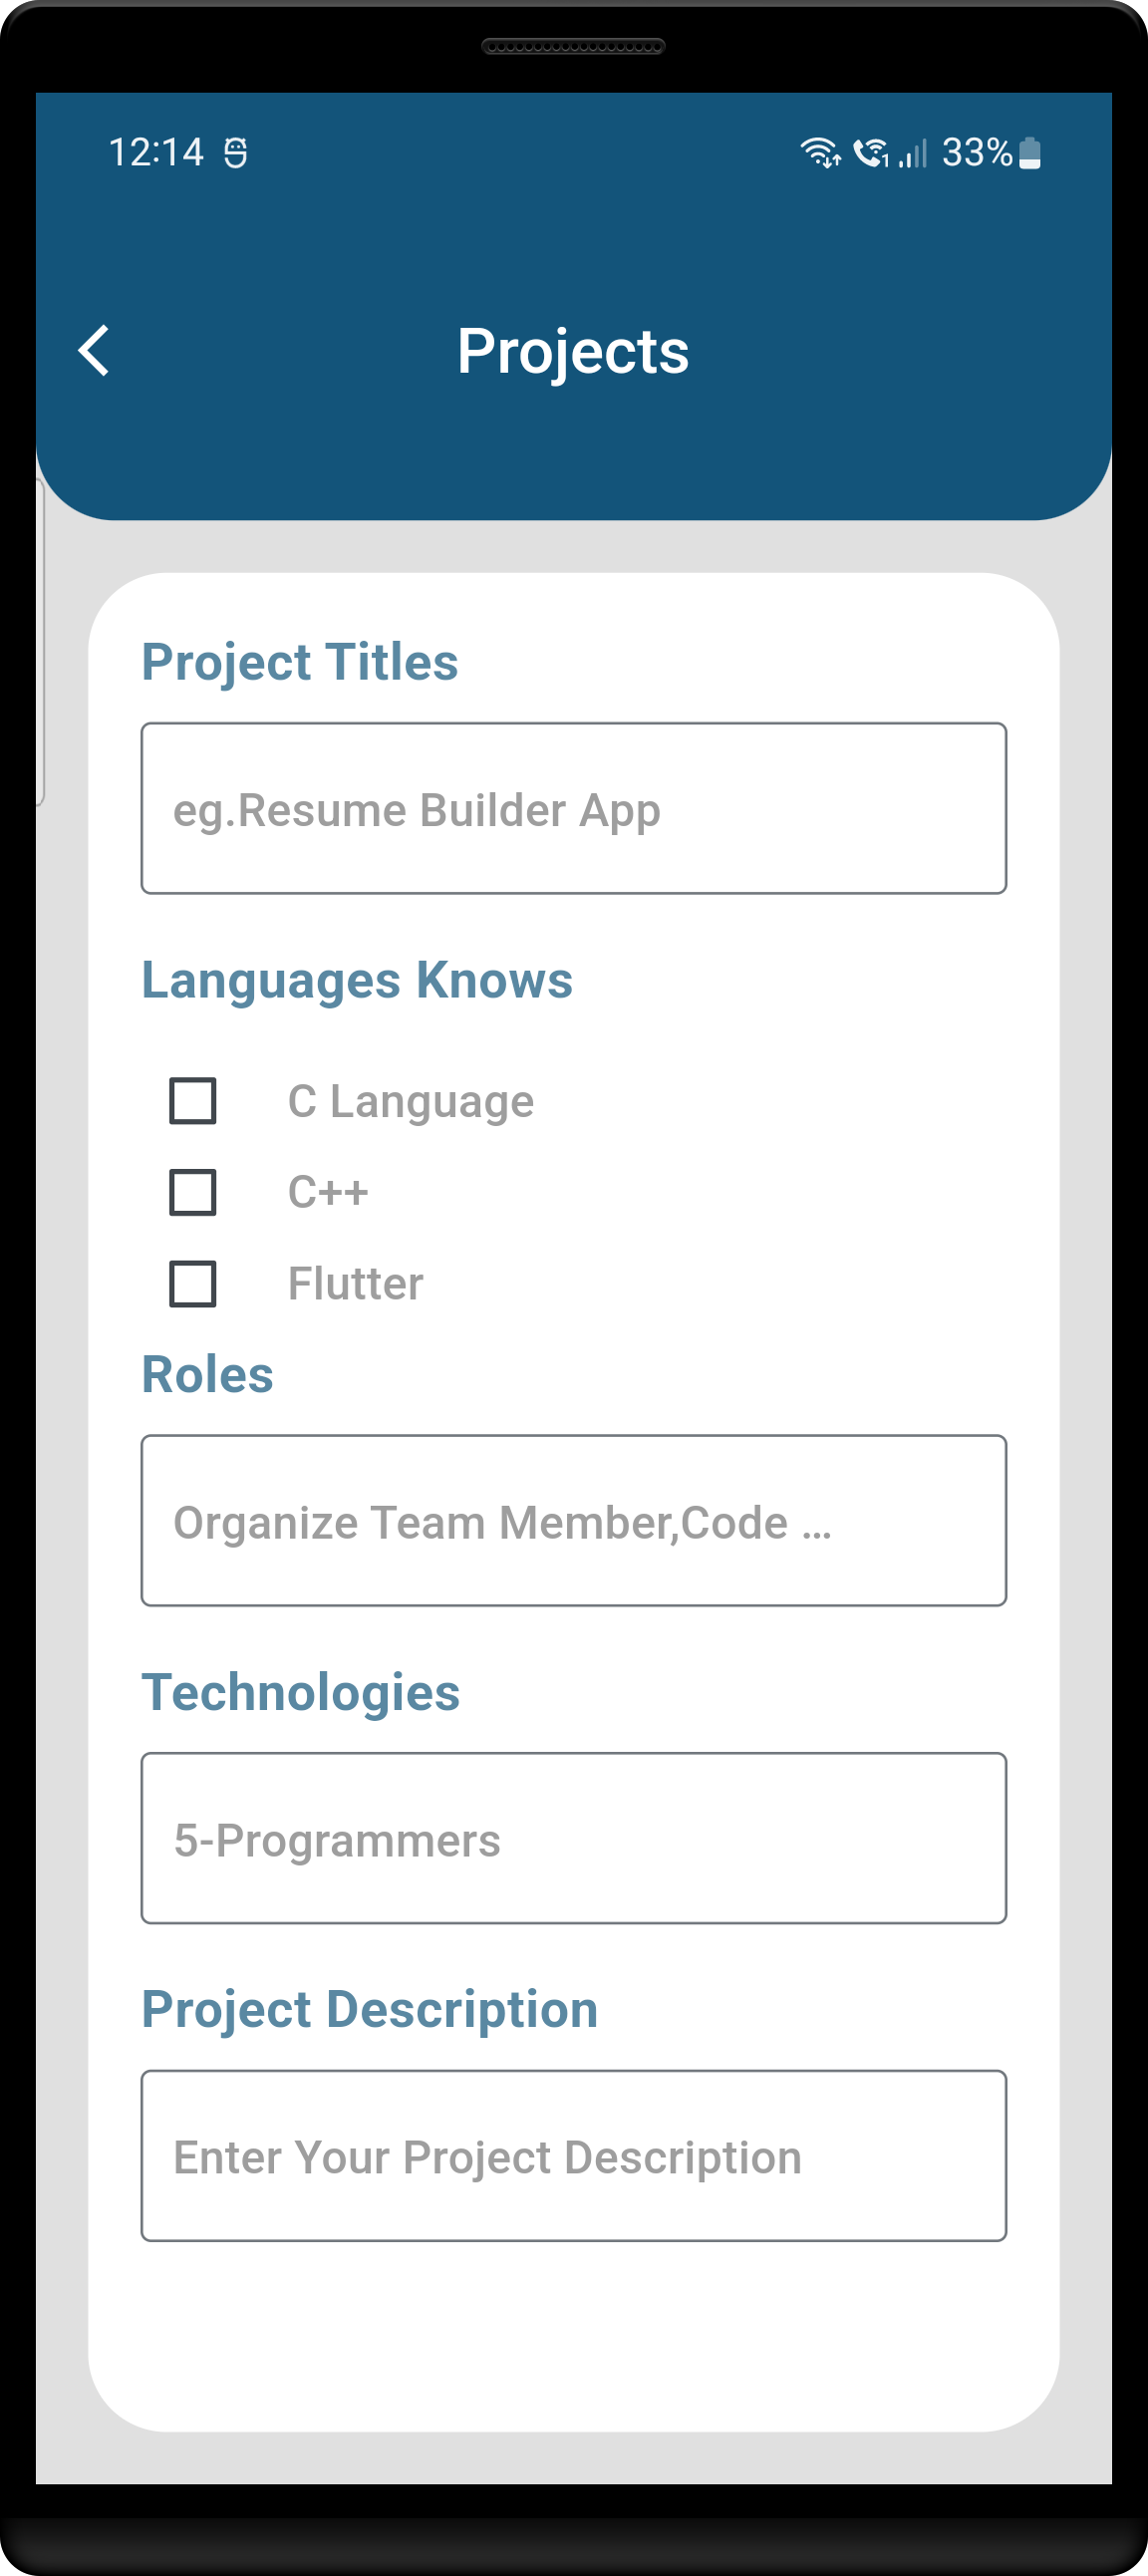 12:14 33%
Projects
Project Titles
eg.Resume Builder App
Languages Knows
C Language
C++
Flutter
Roles
Organize Team Member,Code ...
Technologies
5-Programmers
Project Description
Enter Your Project Description